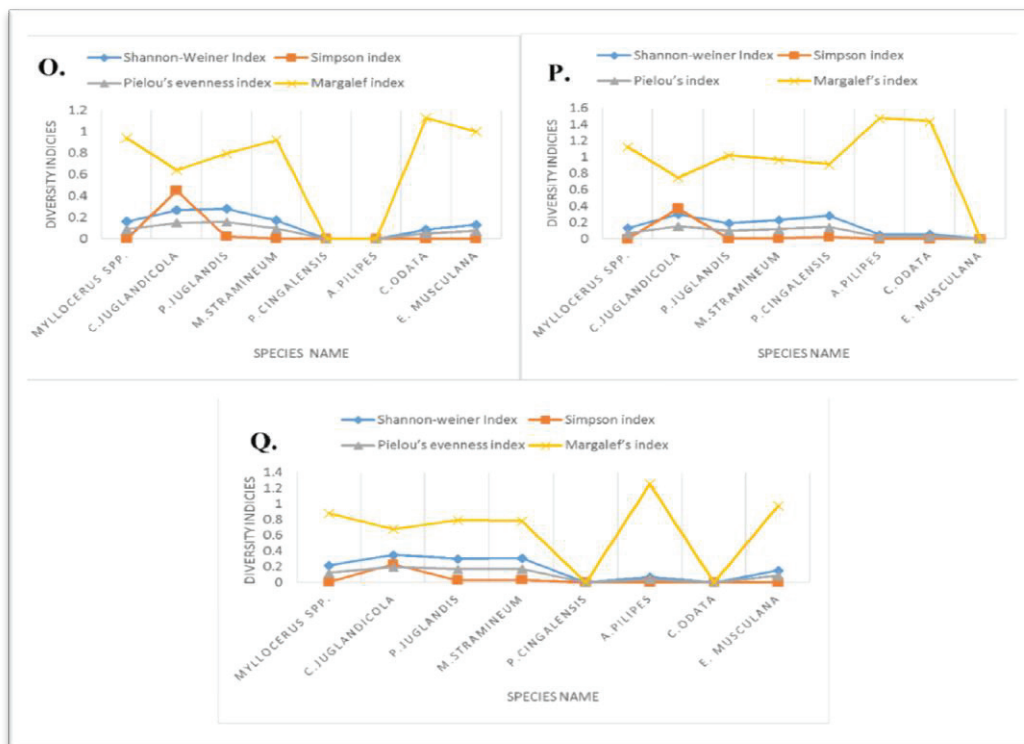 O.
Shannon-Weiner Index
Simpson index
Pielou's evenness index
Margalef index
DIVERSITY INDICIES
1.2
1
0.8
0.6
0.4
0.2
0
MYLLOCERUS SPP.
C.JUGLANDICOLA
P.JUGLANDIS
M.STRAMINEUM
P.CINGALENSIS
A.PILIPES
C.ODATA
E. MUSCULANA
SPECIES NAME
P.
Shannon-weiner Index
Simpson index
Pielou's index
Margalef's index
DIVERSITY INDICIES
1.6
1.4
1.2
1
0.8
0.6
0.4
0.2
0
MYLLOCERUS SPP.
C.JUGLANDICOLA
P.JUGLANDIS
M.STRAMINEUM
P.CINGALENSIS
A.PILIPES
C.ODATA
E. MUSCULANA
SPECIES NAME
Q.
Shannon-weiner Index
Simpson index
Pielou's evenness index
Margalef's index
DIVERSITY INDICIES
1.4
1.2
1
0.8
0.6
0.4
0.2
0
MYLLOCERUS SPP.
C.JUGLANDICOLA
P.JUGLANDIS
M.STRAMINEUM
P.CINGALENSIS
A.PILIPES
C.ODATA
E. MUSCULANA
SPECIES NAME